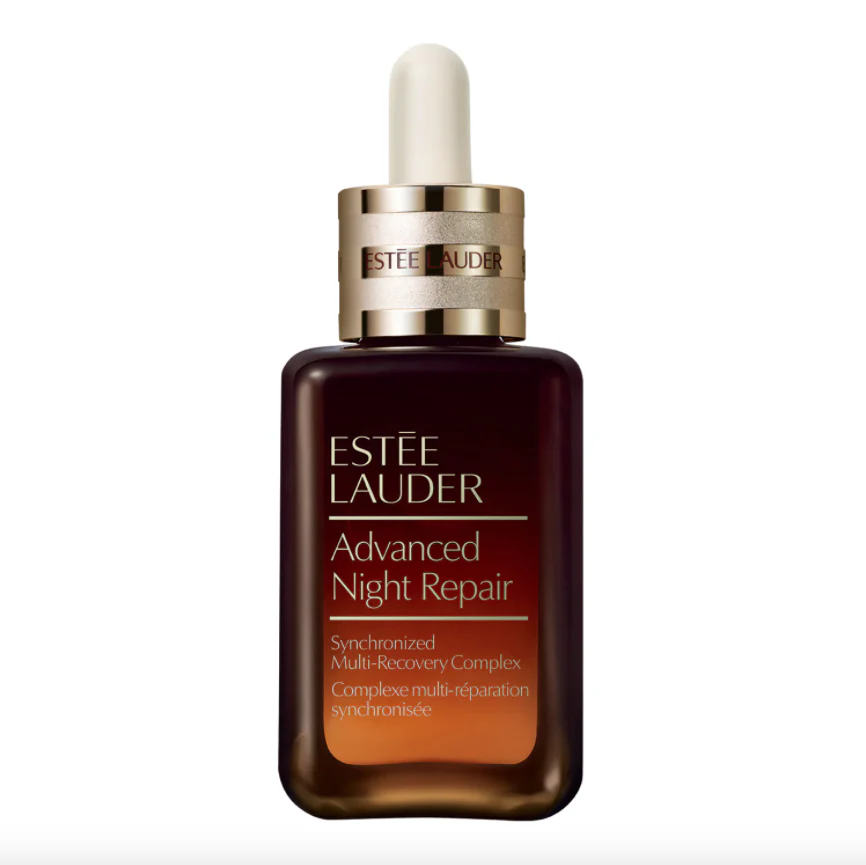 ESTĒE LAUDER
ESTĒE
LAUDER
Advanced
Night Repair
Synchronized
Multi-Recovery Complex
Complexe multi-réparation
synchronisée